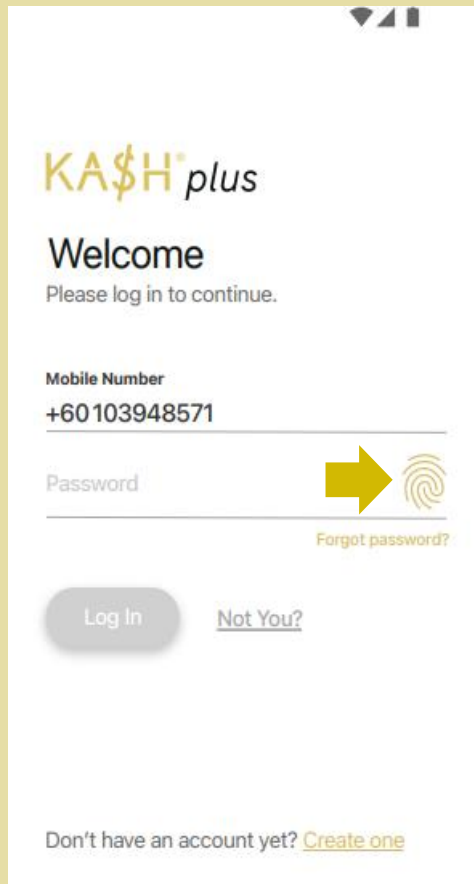 KA$H® plus
Welcome
Please log in to continue.
Mobile Number
+60103948571
Password
Forgot password?
Log In
Not You?
Don't have an account yet? Create one